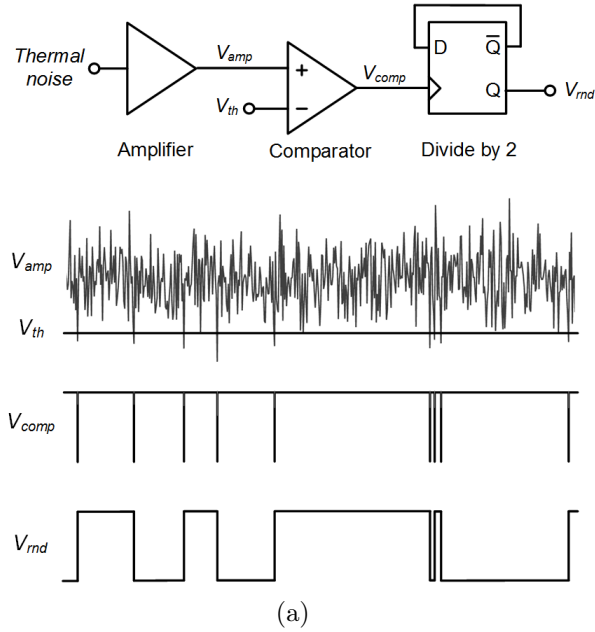 Thermal
noise
V_amp
V_th
V_comp
D
Q̅
Q
V_rnd
Amplifier
Comparator
Divide by 2
V_amp
V_th
V_comp
V_rnd
(a)